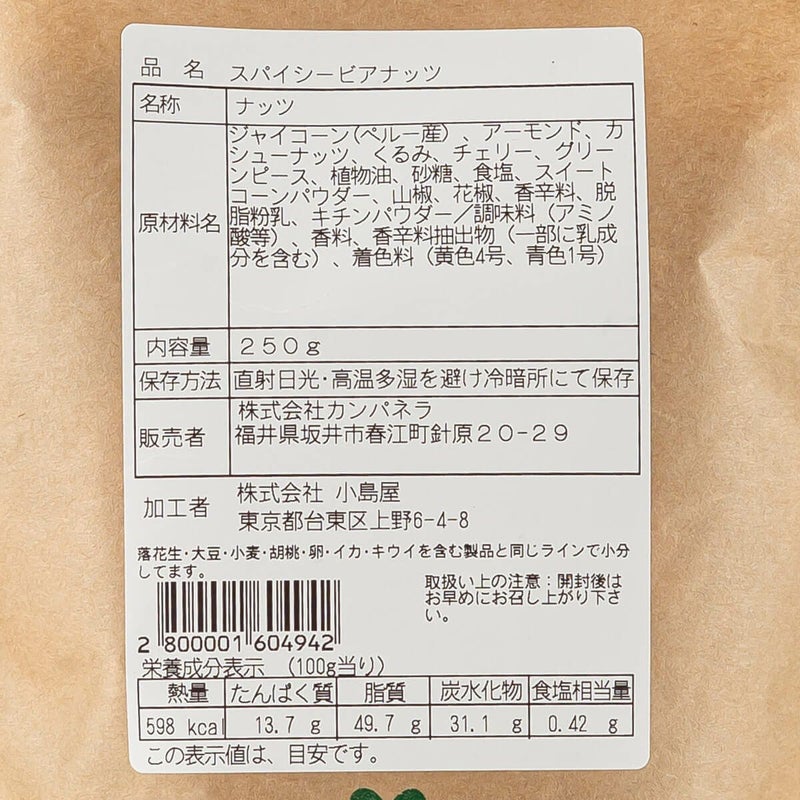 品 名 スパイシービアナッツ
名称 ナッツ
原材料名
ジャイコーン(ペルー産)、アーモンド、カ
シューナッツ、くるみ、チェリー、グリー
ンピース、植物油、砂糖、食塩、スイート
コーンパウダー、山椒、花椒、香辛料、脱
脂粉乳、キチンパウダー／調味料（アミノ
酸等）、香料、香辛料抽出物（一部に乳成
分を含む）、着色料（黄色4号、青色1号）
内容量 250g
保存方法 直射日光・高温多湿を避け冷暗所にて保存
販売者
株式会社カンパネラ
福井県坂井市春江町針原20-29
加工者
株式会社 小島屋
東京都台東区上野6-4-8
落花生・大豆・小麦・胡桃・卵・イカ・キウイを含む製品と同じラインで小分
してます。
取扱い上の注意：開封後は
お早めにお召し上がり下さ
い。
2 800001 604942
栄養成分表示 (100g当り)
熱量 たんぱく質 脂質 炭水化物 食塩相当量
598 kcal 13.7 g 49.7 g 31.1 g 0.42 g
この表示値は、目安です。